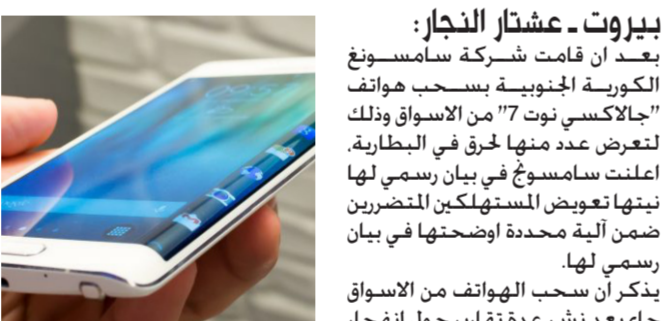 بيروت ـ عشتار النجار:
بعد ان قامت شركة سامسونغ
الكورية الجنوبية بسحب هواتف
"جالاكسي نوت 7" من الاسواق وذلك
لتعرض عدد منها لحرق في البطارية،
اعلنت سامسونج في بيان رسمي لها
نيتها تعويض المستهلكين المتضررين
ضمن آلية محددة اوضحتها في بيان
رسمي لها.
يذكر ان سحب الهواتف من الاسواق